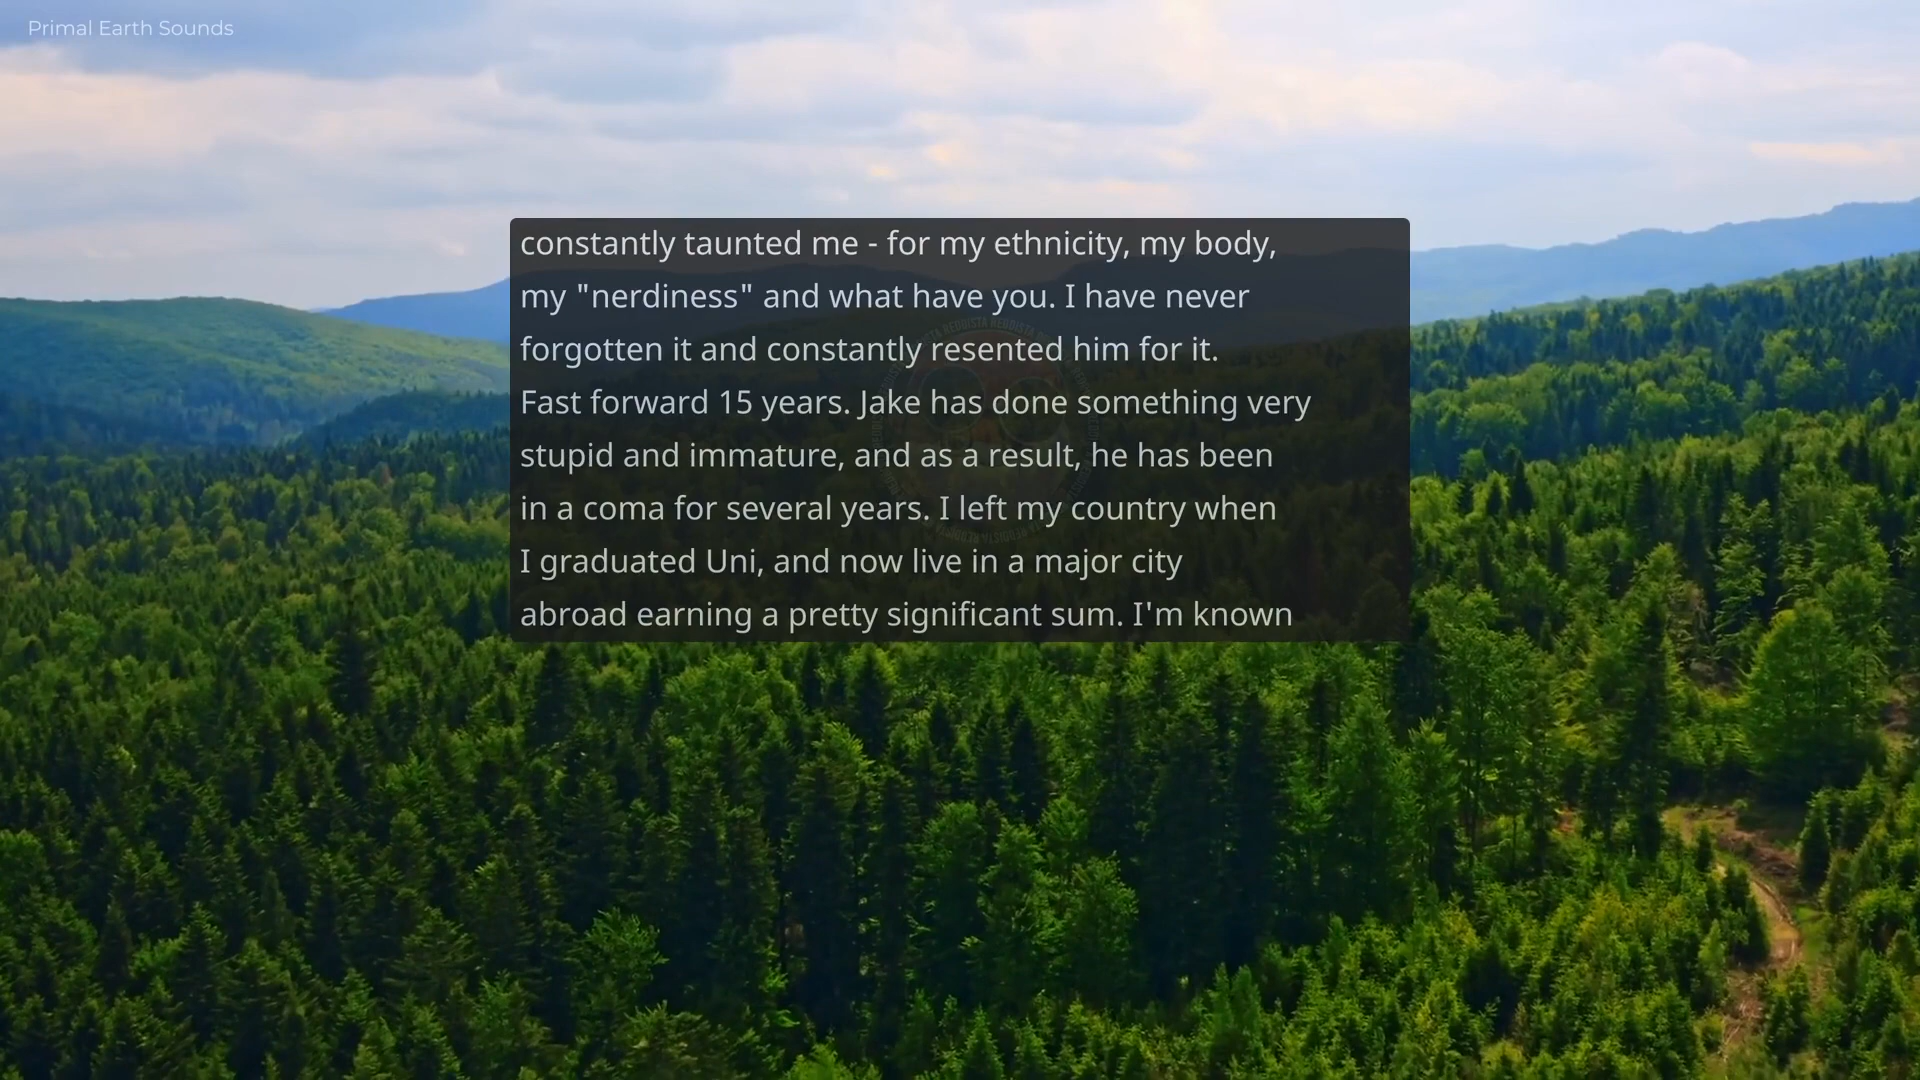 Primal Earth Sounds
constantly taunted me - for my ethnicity, my body,
my "nerdiness" and what have you. I have never
forgotten it and constantly resented him for it.
Fast forward 15 years. Jake has done something very
stupid and immature, and as a result, he has been
in a coma for several years. I left my country when
I graduated Uni, and now live in a major city
abroad earning a pretty significant sum. I'm known